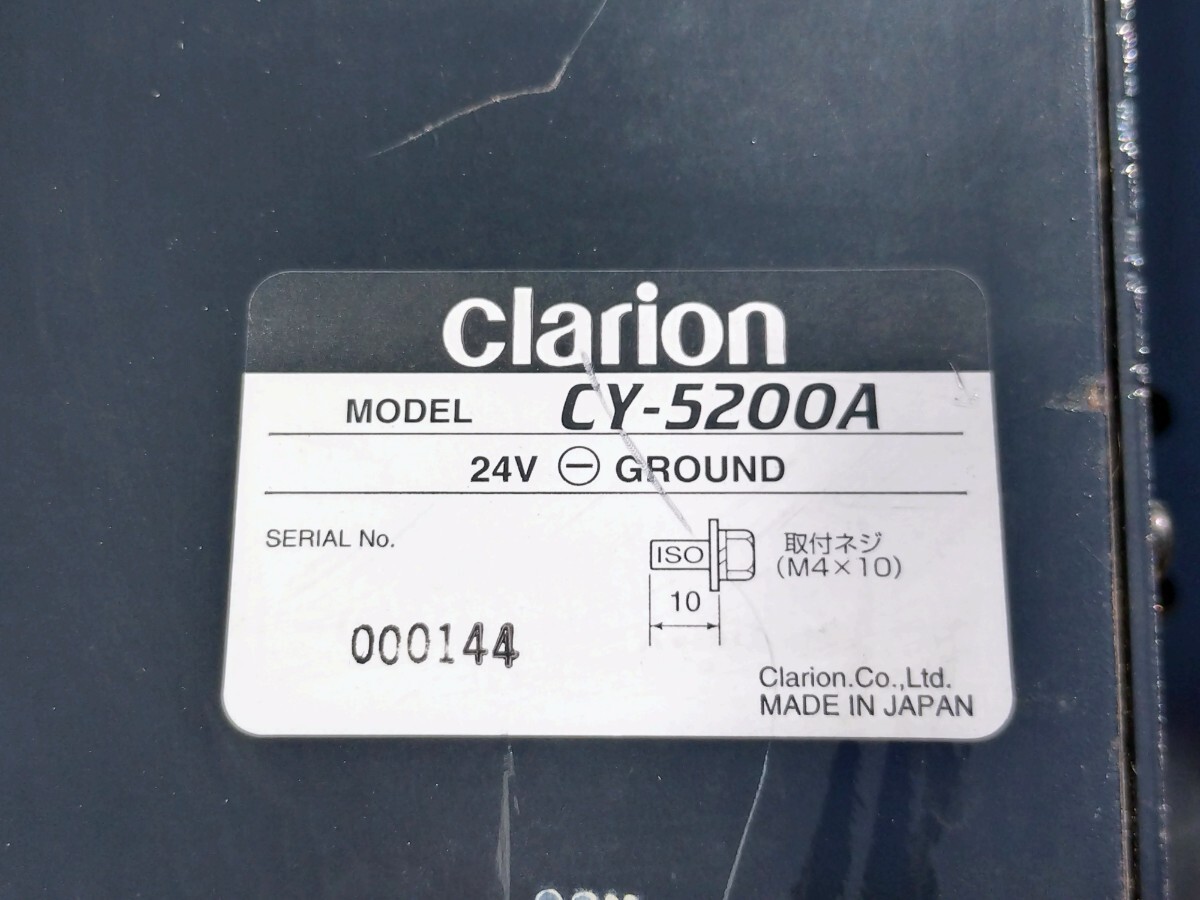 Clarion
MODEL CY-5200A
24V ⊖ GROUND
SERIAL No.
ISO
取付ネジ
(M4×10)
10
000144
Clarion.Co.,Ltd.
MADE IN JAPAN